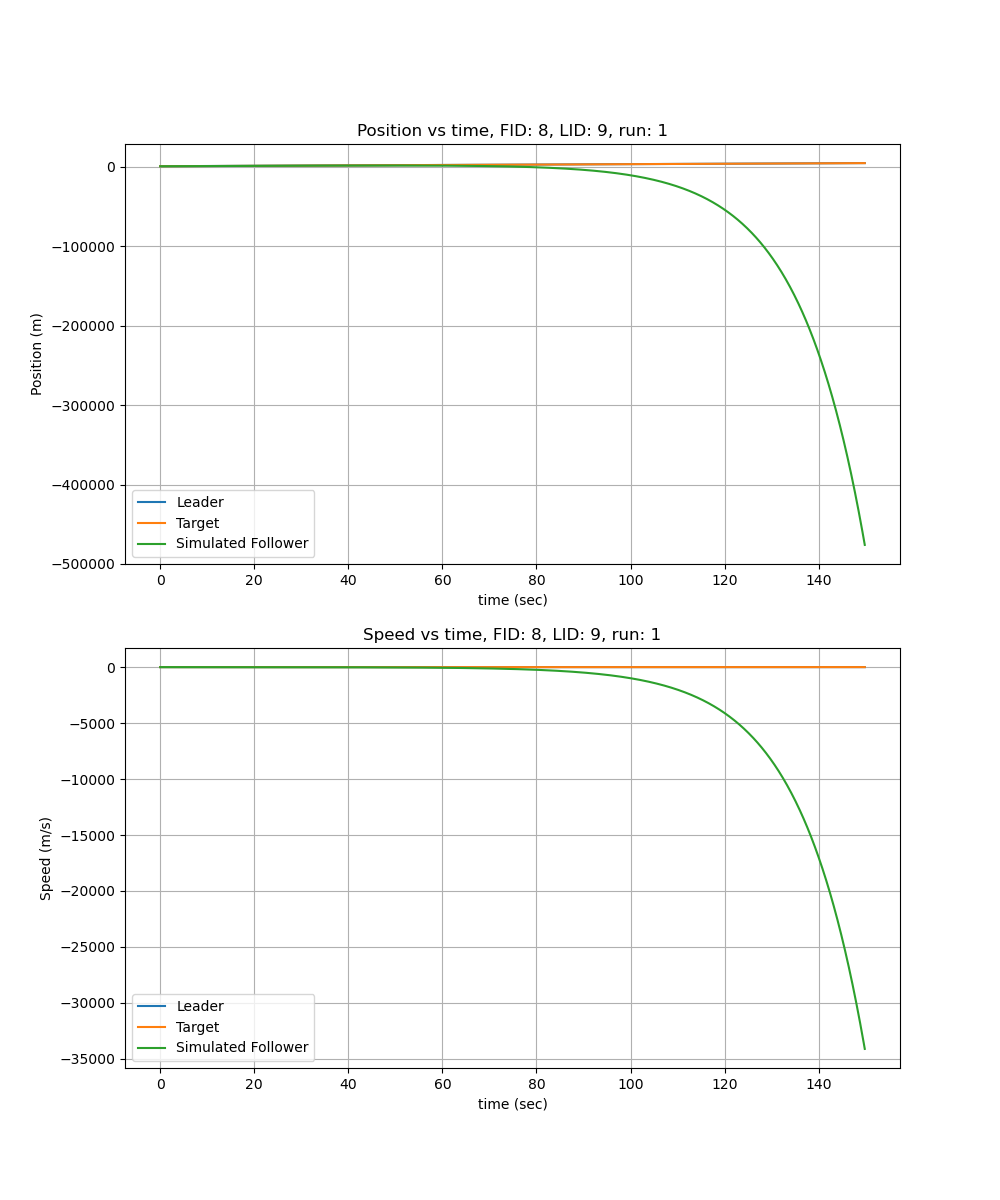 Position vs time, FID: 8, LID: 9, run: 1
0
−100000
−200000
−300000
−400000
−500000
Position (m)
Leader
Target
Simulated Follower
0 20 40 60 80 100 120 140
time (sec)
Speed vs time, FID: 8, LID: 9, run: 1
0
−5000
−10000
−15000
−20000
−25000
−30000
−35000
Speed (m/s)
Leader
Target
Simulated Follower
0 20 40 60 80 100 120 140
time (sec)